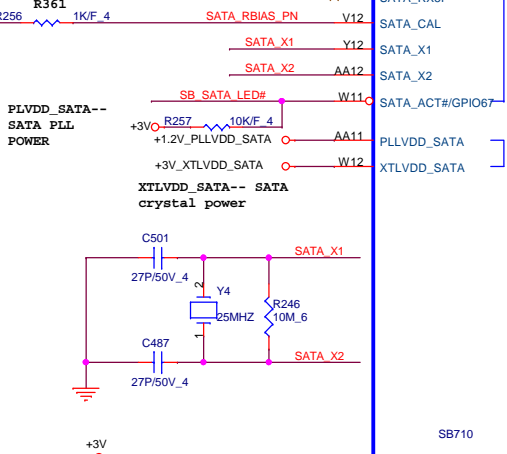 R361
R256
1K/F_4
SATA_RBIAS_PN
V12
SATA_CAL
SATA_X1
Y12
SATA_X1
SATA_X2
AA12
SATA_X2
SB_SATA_LED#
W11
SATA_ACT#/GPIO67
PLVDD_SATA--
SATA PLL
POWER
+3V
R257
10K/F_4
+1.2V_PLLVDD_SATA
AA11
PLLVDD_SATA
+3V_XTLVDD_SATA
W12
XTLVDD_SATA
XTLVDD_SATA-- SATA
crystal power
C501
27P/50V_4
SATA_X1
2
Y4
25MHZ
1
R246
10M_6
C487
27P/50V_4
SATA_X2
SB710
+3V